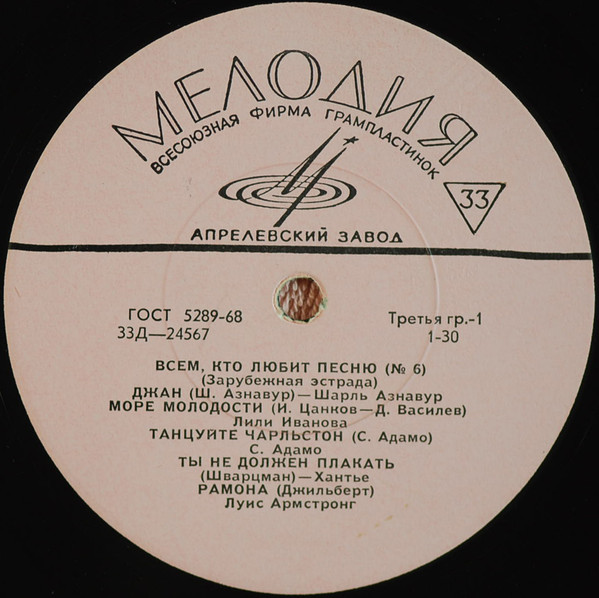 МЕЛОДИЯ
ВСЕСОЮЗНАЯ ФИРМА ГРАМПЛАСТИНОК
33
АПРЕЛЕВСКИЙ ЗАВОД
ГОСТ 5289-68 Третья гр.-1
33Д—24567 1-30
ВСЕМ, КТО ЛЮБИТ ПЕСНЮ (№ 6)
(Зарубежная эстрада)
ДЖАН (Ш. Азнавур)—Шарль Азнавур
МОРЕ МОЛОДОСТИ (И. Цанков—Д. Василев)
Лили Иванова
ТАНЦУЙТЕ ЧАРЛЬСТОН (С. Адамо)
С. Адамо
ТЫ НЕ ДОЛЖЕН ПЛАКАТЬ
(Шварцман)—Хантье
РАМОНА (Джильберт)
Луис Армстронг